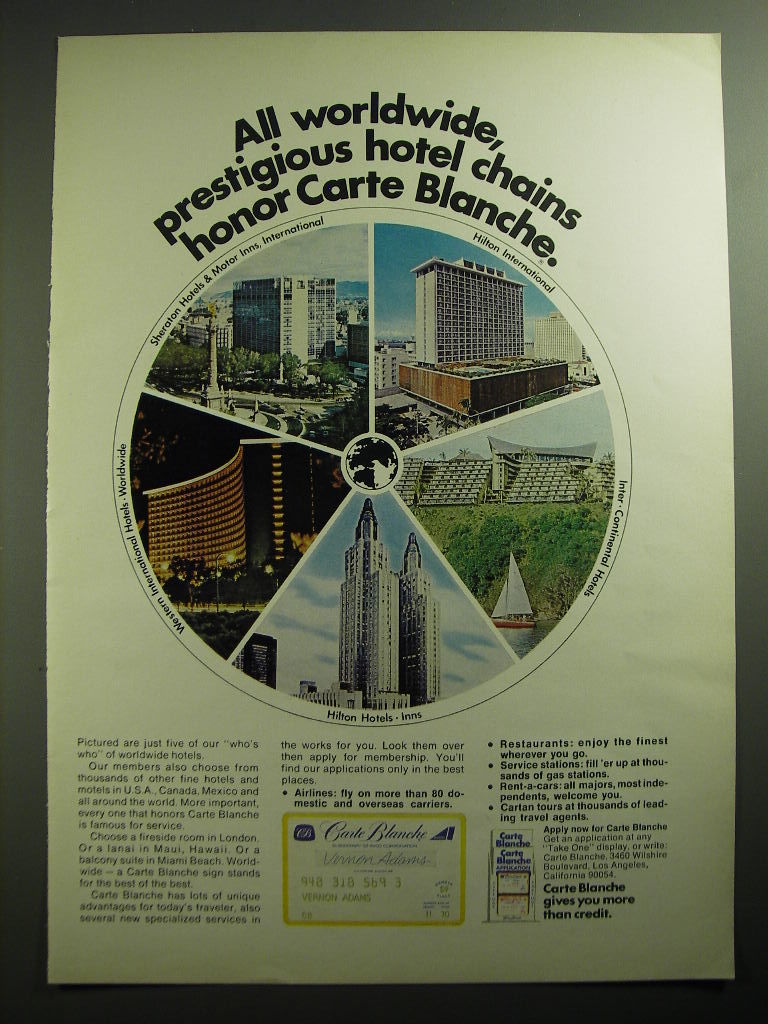 All worldwide,
prestigious hotel chains
honor Carte Blanche.®
Sheraton Hotels & Motor Inns, International
Hilton International
Western International Hotels · Worldwide
Inter · Continental Hotels
Hilton Hotels · Inns
Pictured are just five of our "who's
who" of worldwide hotels.
Our members also choose from
thousands of other fine hotels and
motels in U.S.A., Canada, Mexico and
all around the world. More important,
every one that honors Carte Blanche
is famous for service.
Choose a fireside room in London.
Or a lanai in Maui, Hawaii. Or a
balcony suite in Miami Beach. World-
wide — a Carte Blanche sign stands
for the best of the best.
Carte Blanche has lots of unique
advantages for today's traveler, also
several new specialized services in
the works for you. Look them over
then apply for membership. You'll
find our applications only in the best
places.
• Airlines: fly on more than 80 do-
mestic and overseas carriers.
CB Carte Blanche
Vernon Adams
940 310 569 3
VERNON ADAMS
• Restaurants: enjoy the finest
wherever you go.
• Service stations: fill 'er up at thou-
sands of gas stations.
• Rent-a-cars: all majors, most inde-
pendents, welcome you.
• Cartan tours at thousands of lead-
ing travel agents.
Carte
Blanche
Carte
Blanche
APPLICATION
Apply now for Carte Blanche
Get an application at any
"Take One" display, or write:
Carte Blanche, 3460 Wilshire
Boulevard, Los Angeles,
California 90054.
Carte Blanche
gives you more
than credit.